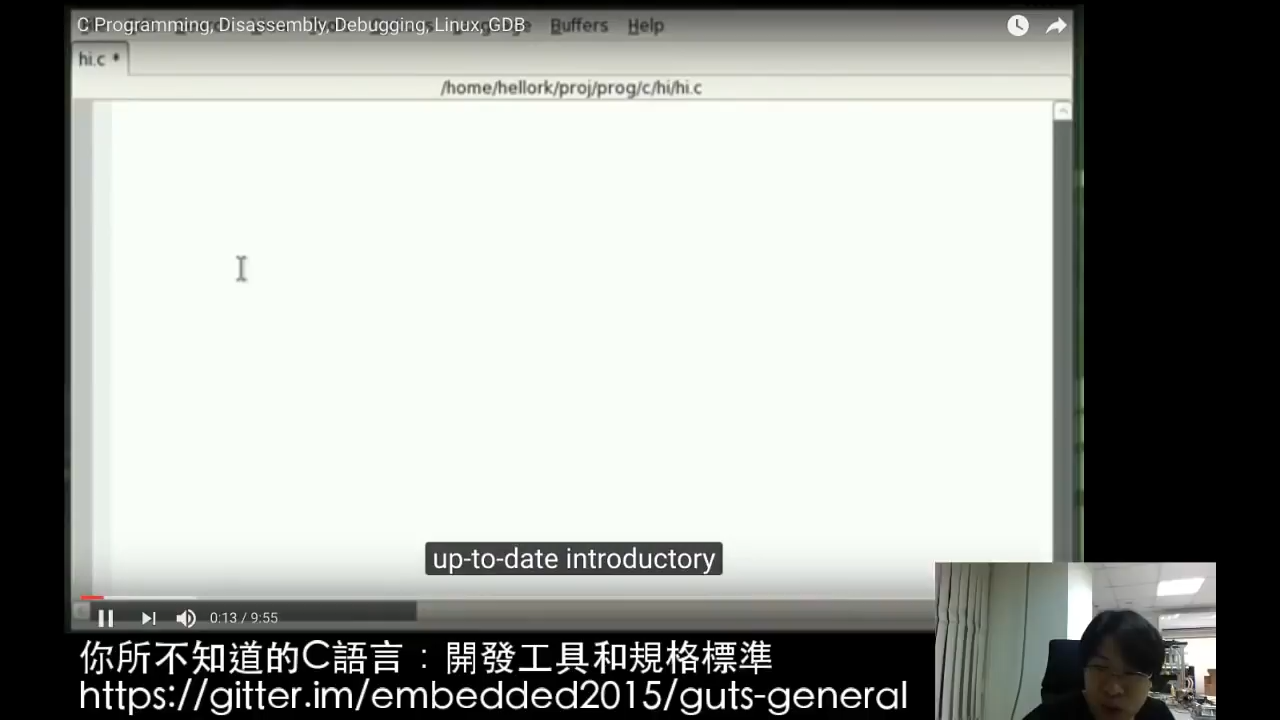 C Programming, Disassembly, Debugging, Linux, GDB
Buffers Help
hi.c *
/home/hellork/proj/prog/c/hi/hi.c
up-to-date introductory
0:13 / 9:55
你所不知道的C語言：開發工具和規格標準
https://gitter.im/embedded2015/guts-general